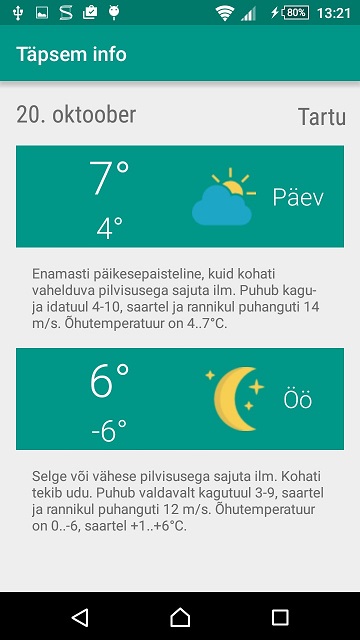 80% 13:21
Täpsem info
20. oktoober Tartu
7°
4°
Päev
Enamasti päikesepaisteline, kuid kohati
vahelduva pilvisusega sajuta ilm. Puhub kagu-
ja idatuul 4-10, saartel ja rannikul puhanguti 14
m/s. Õhutemperatuur on 4..7°C.
6°
-6°
Öö
Selge või vähese pilvisusega sajuta ilm. Kohati
tekib udu. Puhub valdavalt kagutuul 3-9, saartel
ja rannikul puhanguti 12 m/s. Õhutemperatuur
on 0..-6, saartel +1..+6°C.